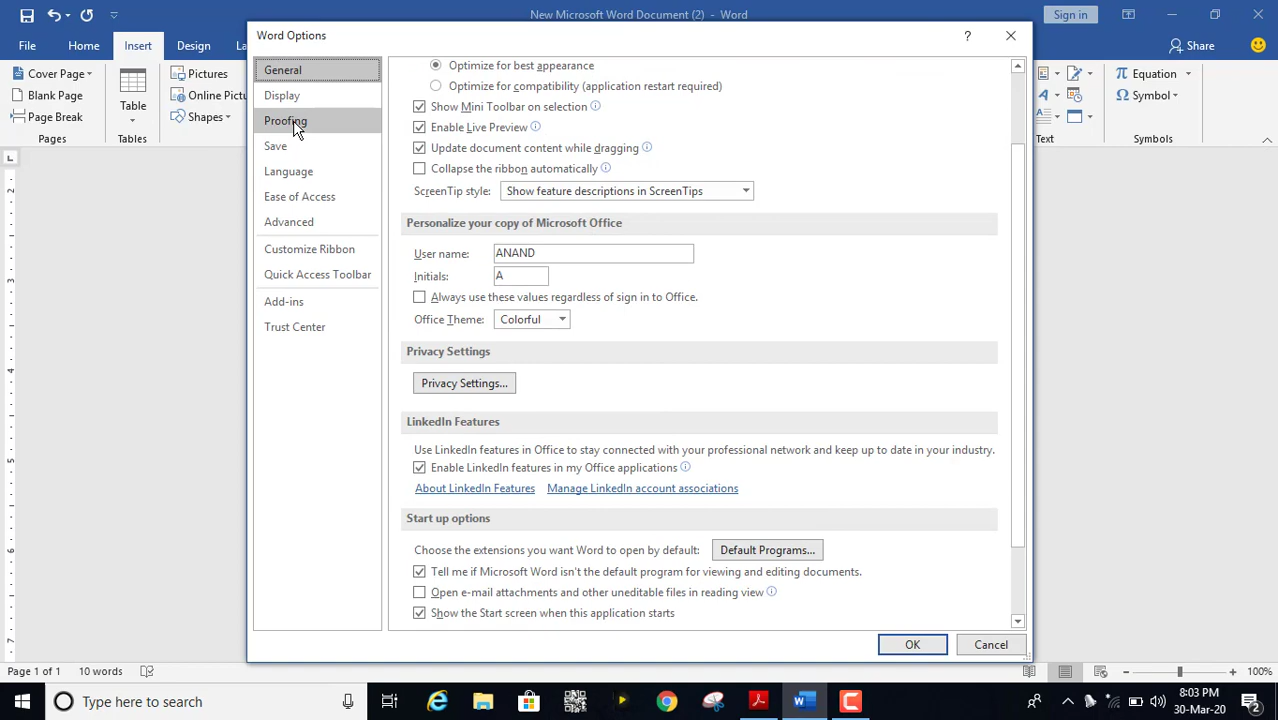 New Microsoft Word Document (2) - Word
Sign in
File
Home
Insert
Design
Share
Cover Page
Blank Page
Page Break
Pages
Table
Tables
Pictures
Shapes
Equation
Symbol
Word Options
?
General
Display
Proofing
Save
Language
Ease of Access
Advanced
Customize Ribbon
Quick Access Toolbar
Add-ins
Trust Center
Optimize for best appearance
Optimize for compatibility (application restart required)
Show Mini Toolbar on selection
Enable Live Preview
Update document content while dragging
Collapse the ribbon automatically
ScreenTip style: Show feature descriptions in ScreenTips
Personalize your copy of Microsoft Office
User name: ANAND
Initials: A
Always use these values regardless of sign in to Office.
Office Theme: Colorful
Privacy Settings
Privacy Settings...
LinkedIn Features
Use LinkedIn features in Office to stay connected with your professional network and keep up to date in your industry.
Enable LinkedIn features in my Office applications
About LinkedIn Features Manage LinkedIn account associations
Start up options
Choose the extensions you want Word to open by default: Default Programs...
Tell me if Microsoft Word isn't the default program for viewing and editing documents.
Open e-mail attachments and other uneditable files in reading view
Show the Start screen when this application starts
OK Cancel
Page 1 of 1 10 words
100%
Type here to search
8:03 PM
30-Mar-20